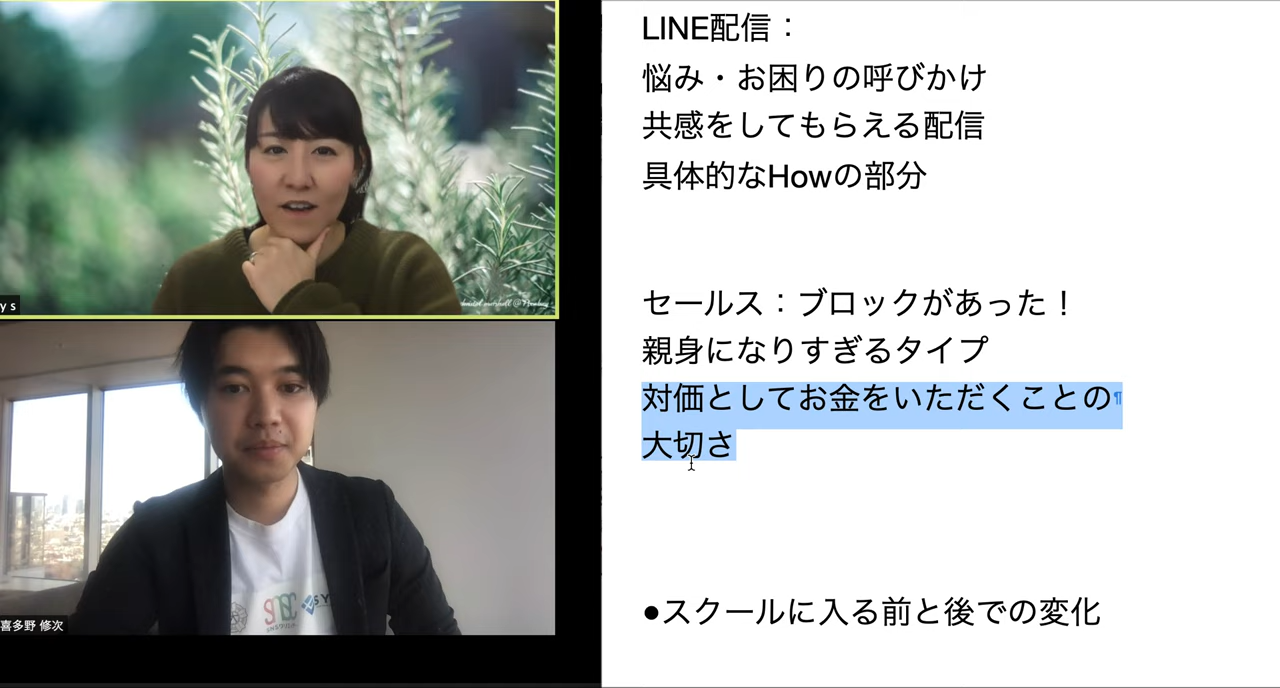 LINE配信：
悩み・お困りの呼びかけ
共感をしてもらえる配信
具体的なHowの部分
セールス：ブロックがあった！
親身になりすぎるタイプ
対価としてお金をいただくことの
大切さ
●スクールに入る前と後での変化
y s
喜多野 修次